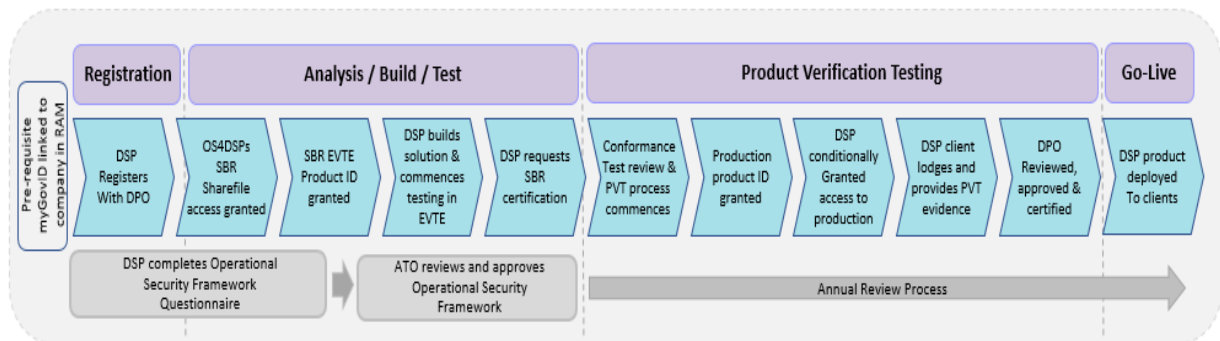 Pre-requisite
myGovID linked to
company in RAM
Registration
Analysis / Build / Test
Product Verification Testing
Go-Live
DSP
Registers
With DPO
OS4DSPs
SBR
Sharefile
access granted
SBR EVTE
Product ID
granted
DSP builds
solution &
commences
testing in
EVTE
DSP requests
SBR
certification
Conformance
Test review &
PVT process
commences
Production
product ID
granted
DSP
conditionally
Granted
access to
production
DSP client
lodges and
provides PVT
evidence
DPO
Reviewed,
approved &
certified
DSP product
deployed
To clients
DSP completes Operational
Security Framework
Questionnaire
ATO reviews and approves
Operational Security
Framework
Annual Review Process